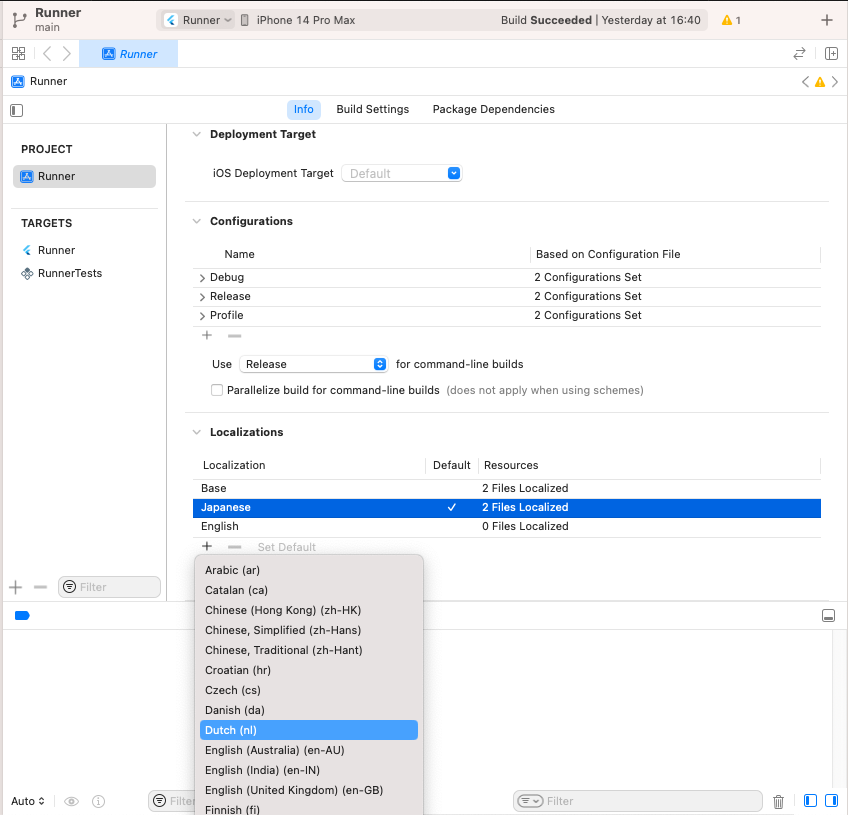 Runner
main
Runner
iPhone 14 Pro Max
Build Succeeded | Yesterday at 16:40
1
Runner
Runner
Info
Build Settings
Package Dependencies
PROJECT
Runner
TARGETS
Runner
RunnerTests
Filter
Deployment Target
iOS Deployment Target
Default
Configurations
Name Based on Configuration File
Debug 2 Configurations Set
Release 2 Configurations Set
Profile 2 Configurations Set
Use Release for command-line builds
Parallelize build for command-line builds (does not apply when using schemes)
Localizations
Localization Default Resources
Base 2 Files Localized
Japanese ✓ 2 Files Localized
English 0 Files Localized
+ — Set Default
Arabic (ar)
Catalan (ca)
Chinese (Hong Kong) (zh-HK)
Chinese, Simplified (zh-Hans)
Chinese, Traditional (zh-Hant)
Croatian (hr)
Czech (cs)
Danish (da)
Dutch (nl)
English (Australia) (en-AU)
English (India) (en-IN)
English (United Kingdom) (en-GB)
Finnish (fi)
Auto
Filter
Filter